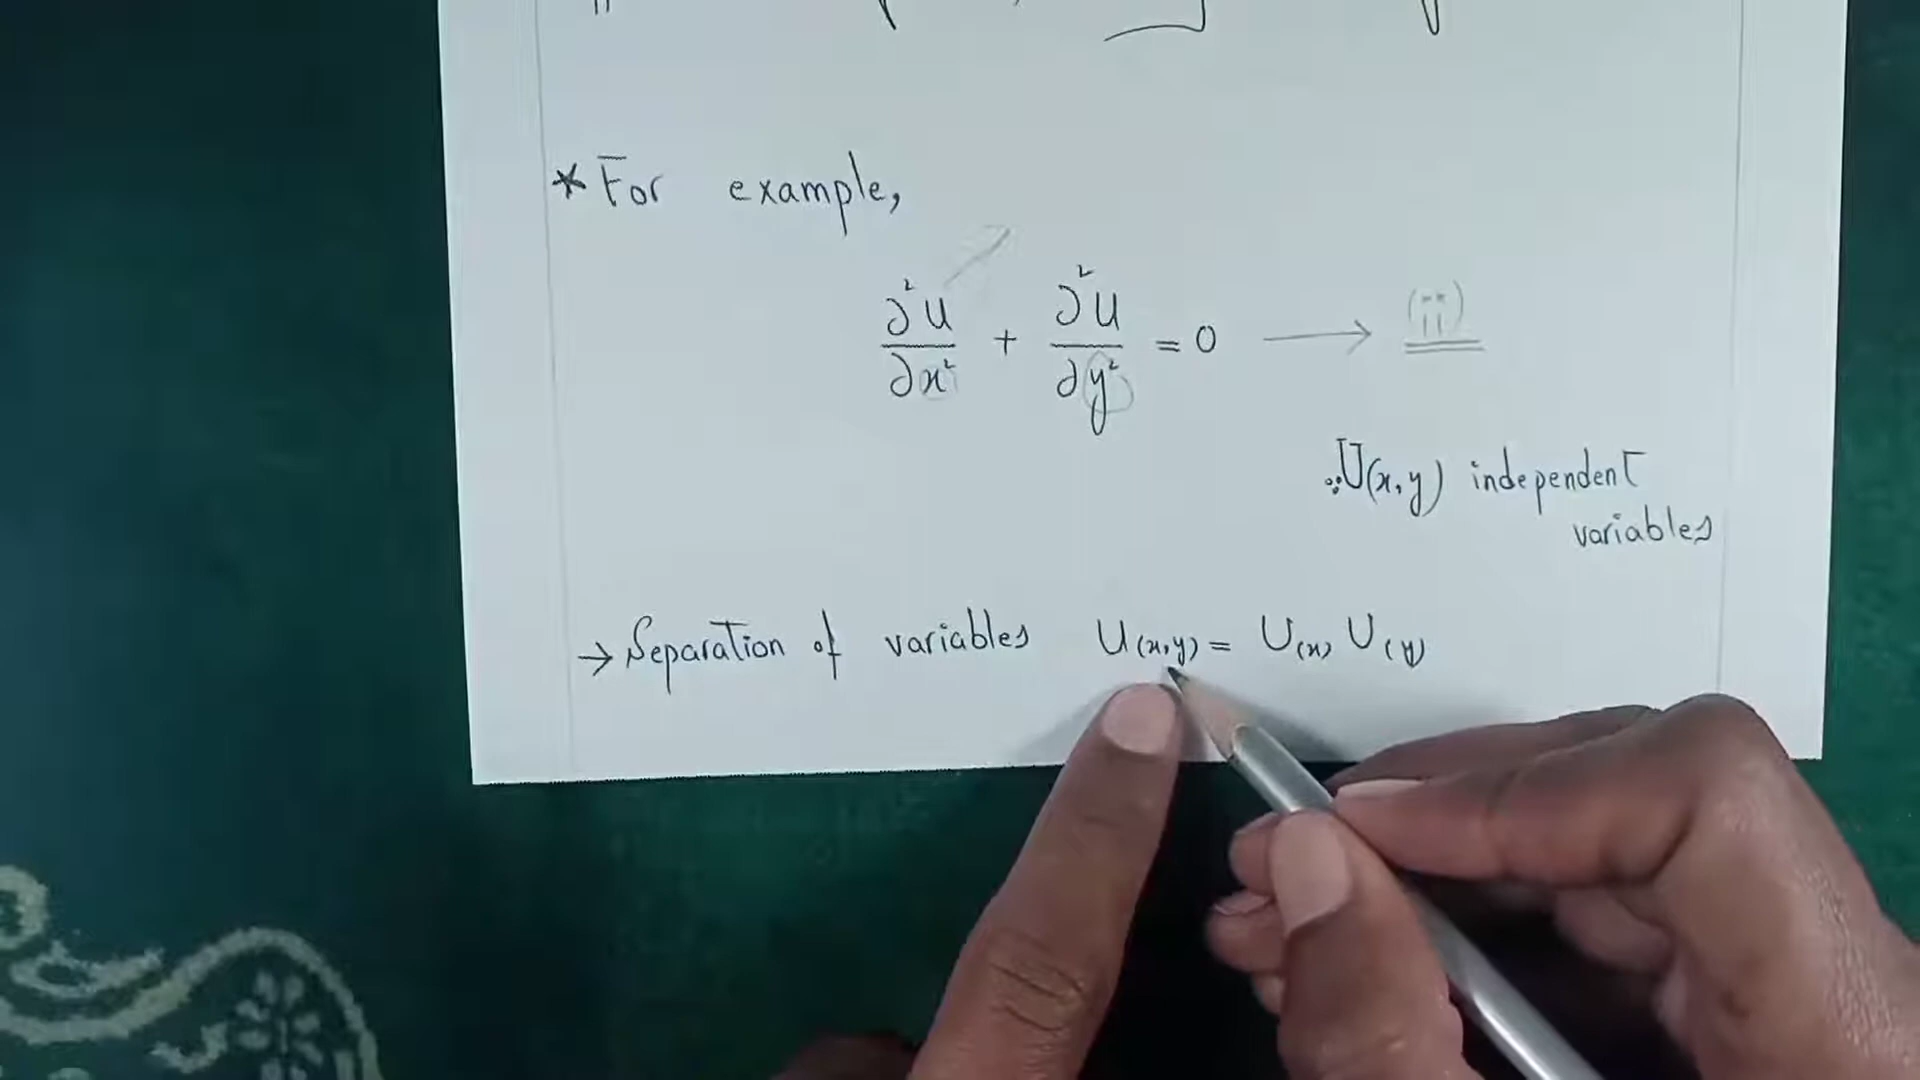 * For example,
∂²U/∂x² + ∂²U/∂y² = 0 → (ii)
∴ U(x,y) independent
variables
→ Separation of variables U(x,y) = U(x) U(y)